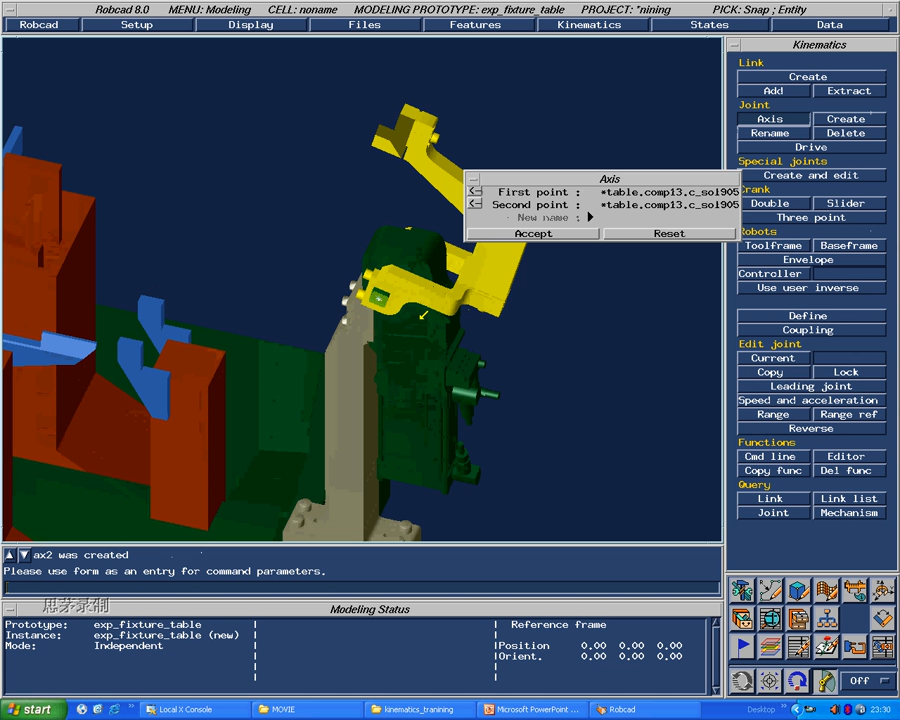 Robcad 8.0 MENU: Modeling CELL: noname MODELING PROTOTYPE: exp_fixture_table PROJECT: *nining PICK: Snap ; Entity
Robcad Setup Display Files Features Kinematics States Data
Kinematics
Link
Create
Add Extract
Joint
Axis Create
Rename Delete
Drive
Special joints
Create and edit
Crank
Double Slider
Three point
Robots
Toolframe Baseframe
Envelope
Controller
Use user inverse
Define
Coupling
Edit joint
Current
Copy Lock
Leading joint
Speed and acceleration
Range Range ref
Reverse
Functions
Cmd line Editor
Copy func Del func
Query
Link Link list
Joint Mechanism
Axis
First point : *table.comp13.c_sol905
Second point : *table.comp13.c_sol905
New name :
Accept Reset
ax2 was created
Please use form as an entry for command parameters.
思茅录制
Modeling Status
Prototype: exp_fixture_table
Instance: exp_fixture_table (new)
Mode: Independent
Reference frame
Position 0.00 0.00 0.00
Orient. 0.00 0.00 0.00
Off
start
Local X Console
MOVIE
kinematics_tranining
Microsoft PowerPoint ...
Robcad
Desktop
23:30